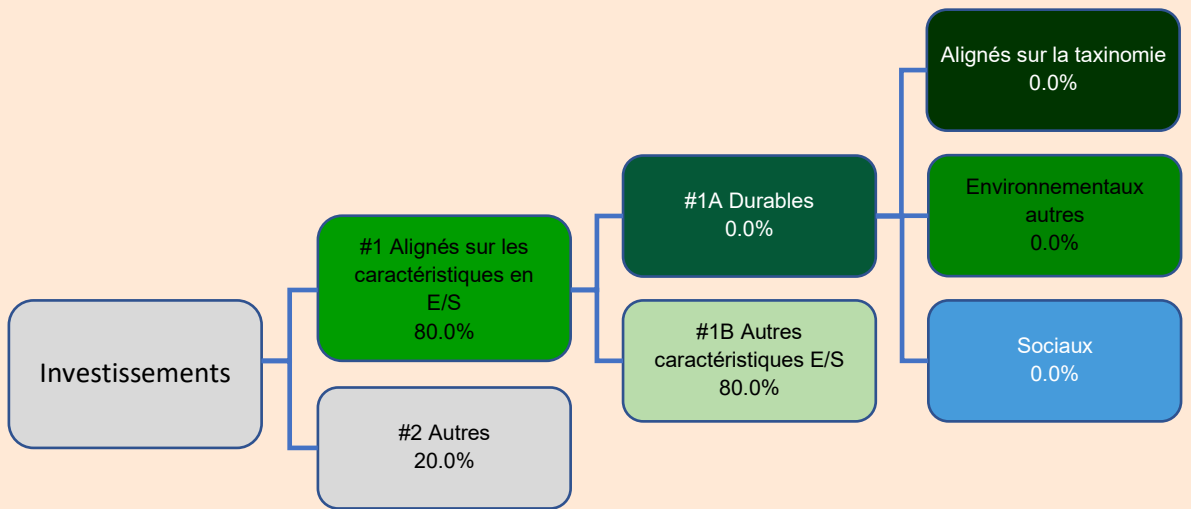 Investissements
#1 Alignés sur les
caractéristiques en
E/S
80.0%
#2 Autres
20.0%
#1A Durables
0.0%
#1B Autres
caractéristiques E/S
80.0%
Alignés sur la taxinomie
0.0%
Environnementaux
autres
0.0%
Sociaux
0.0%